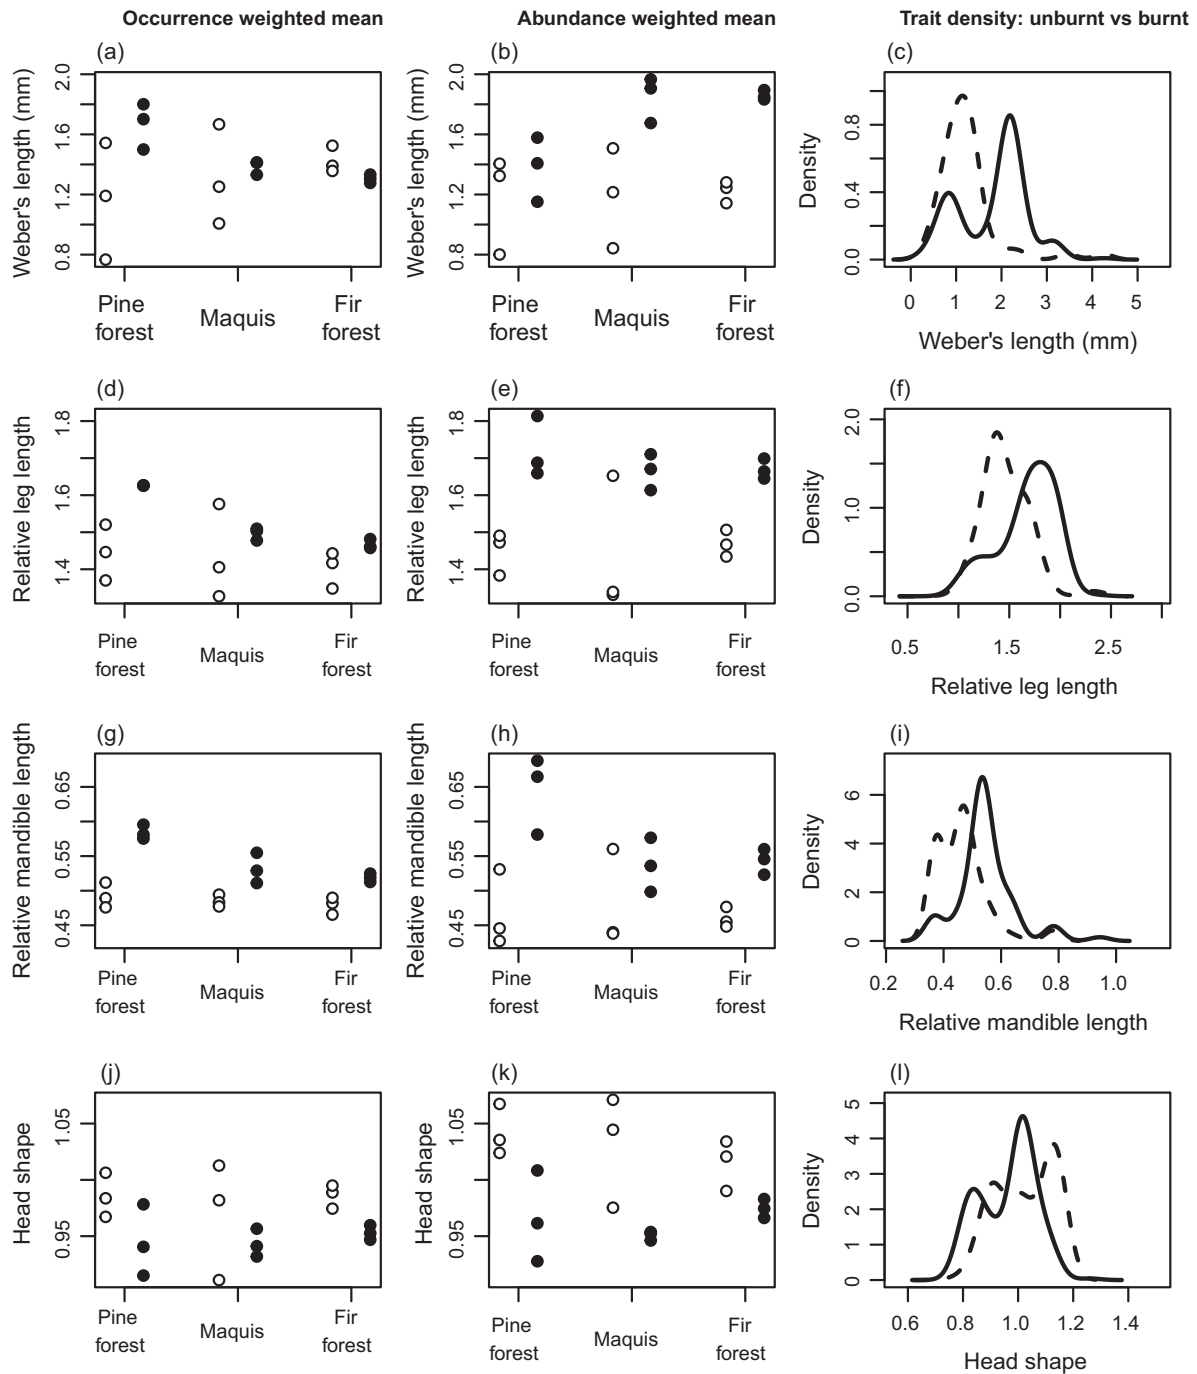 Occurrence weighted mean
Abundance weighted mean
Trait density: unburnt vs burnt
(a)
Weber's length (mm)
2.0
1.6
1.2
0.8
Pine
forest
Maquis
Fir
forest
(b)
Weber's length (mm)
2.0
1.6
1.2
0.8
Pine
forest
Maquis
Fir
forest
(c)
Density
0.8
0.4
0.0
0 1 2 3 4 5
Weber's length (mm)
(d)
Relative leg length
1.8
1.6
1.4
Pine
forest
Maquis
Fir
forest
(e)
Relative leg length
1.8
1.6
1.4
Pine
forest
Maquis
Fir
forest
(f)
Density
2.0
1.0
0.0
0.5 1.5 2.5
Relative leg length
(g)
Relative mandible length
0.65
0.55
0.45
Pine
forest
Maquis
Fir
forest
(h)
Relative mandible length
0.65
0.55
0.45
Pine
forest
Maquis
Fir
forest
(i)
Density
6
4
2
0
0.2 0.4 0.6 0.8 1.0
Relative mandible length
(j)
Head shape
1.05
0.95
Pine
forest
Maquis
Fir
forest
(k)
Head shape
1.05
0.95
Pine
forest
Maquis
Fir
forest
(l)
Density
5
4
3
2
1
0
0.6 0.8 1.0 1.2 1.4
Head shape